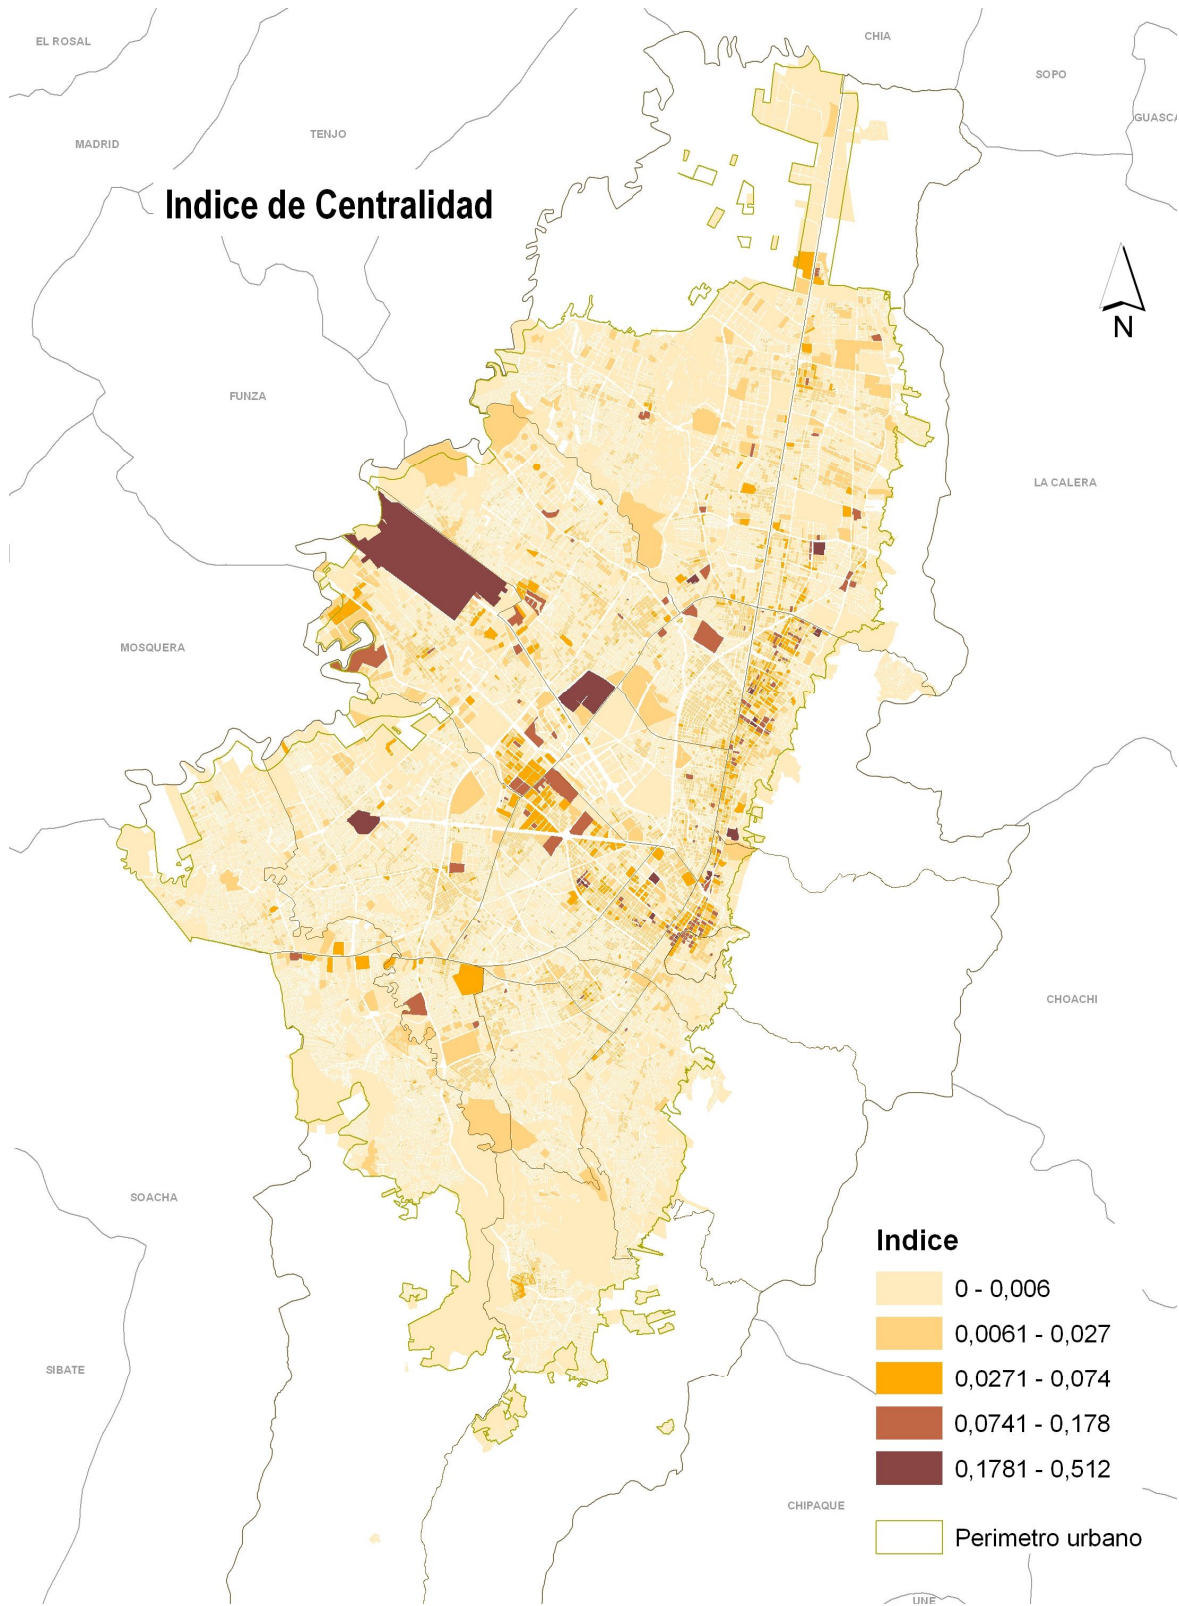 EL ROSAL
CHIA
SOPO
GUASCA
MADRID
TENJO
Indice de Centralidad
N
FUNZA
LA CALERA
MOSQUERA
CHOACHI
SOACHA
Indice
0 - 0,006
0,0061 - 0,027
0,0271 - 0,074
0,0741 - 0,178
0,1781 - 0,512
SIBATE
CHIPAQUE
Perimetro urbano
UNE